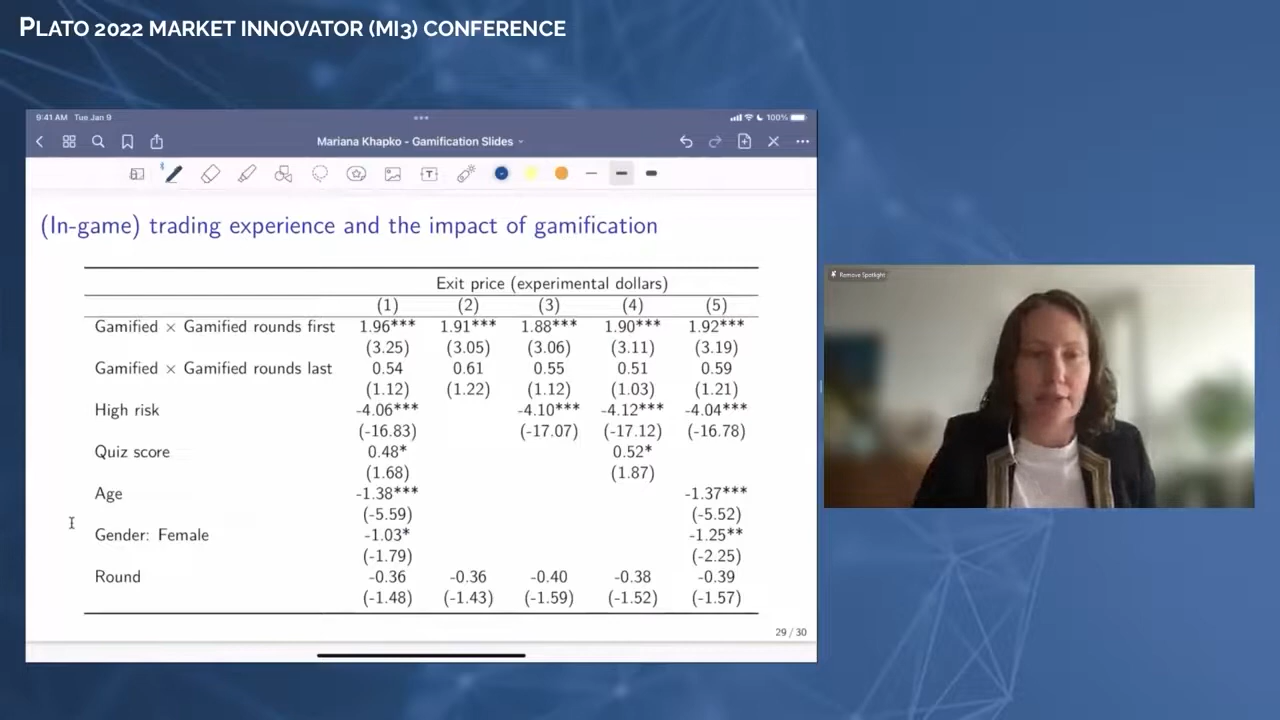 PLATO 2022 MARKET INNOVATOR (MI3) CONFERENCE
9:41 AM Tue Jan 9
100%
Mariana Khapko - Gamification Slides
T
(In-game) trading experience and the impact of gamification
Exit price (experimental dollars)
(1) (2) (3) (4) (5)
Gamified × Gamified rounds first 1.96*** 1.91*** 1.88*** 1.90*** 1.92***
(3.25) (3.05) (3.06) (3.11) (3.19)
Gamified × Gamified rounds last 0.54 0.61 0.55 0.51 0.59
(1.12) (1.22) (1.12) (1.03) (1.21)
High risk -4.06*** -4.10*** -4.12*** -4.04***
(-16.83) (-17.07) (-17.12) (-16.78)
Quiz score 0.48* 0.52*
(1.68) (1.87)
Age -1.38*** -1.37***
(-5.59) (-5.52)
Gender: Female -1.03* -1.25**
(-1.79) (-2.25)
Round -0.36 -0.36 -0.40 -0.38 -0.39
(-1.48) (-1.43) (-1.59) (-1.52) (-1.57)
29 / 30
Remove Spotlight